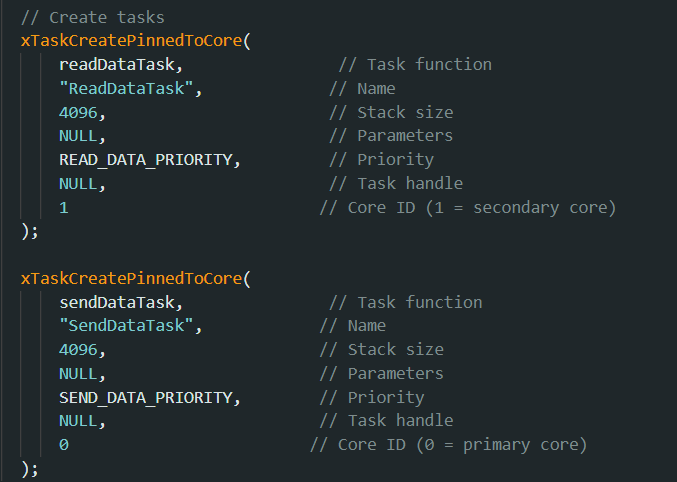 // Create tasks
xTaskCreatePinnedToCore(
    readDataTask,                // Task function
    "ReadDataTask",             // Name
    4096,                       // Stack size
    NULL,                       // Parameters
    READ_DATA_PRIORITY,         // Priority
    NULL,                       // Task handle
    1                          // Core ID (1 = secondary core)
);

xTaskCreatePinnedToCore(
    sendDataTask,               // Task function
    "SendDataTask",            // Name
    4096,                      // Stack size
    NULL,                      // Parameters
    SEND_DATA_PRIORITY,        // Priority
    NULL,                      // Task handle
    0                         // Core ID (0 = primary core)
);